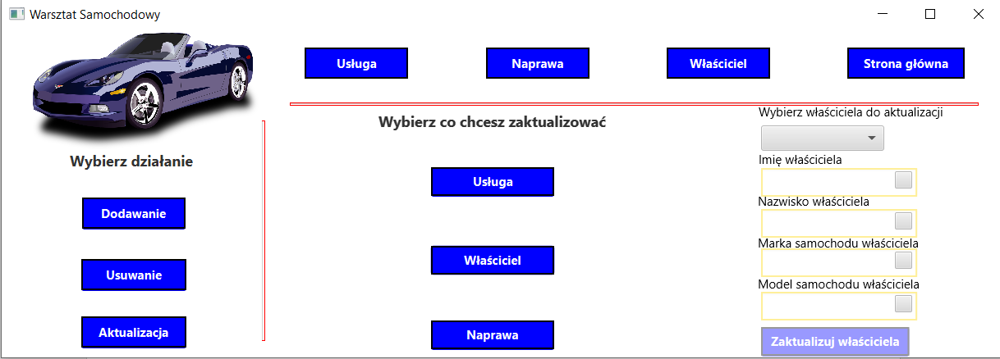 Warsztat Samochodowy
Usługa
Naprawa
Właściciel
Strona główna
Wybierz działanie
Dodawanie
Usuwanie
Aktualizacja
Wybierz co chcesz zaktualizować
Usługa
Właściciel
Naprawa
Wybierz właściciela do aktualizacji
Imię właściciela
Nazwisko właściciela
Marka samochodu właściciela
Model samochodu właściciela
Zaktualizuj właściciela